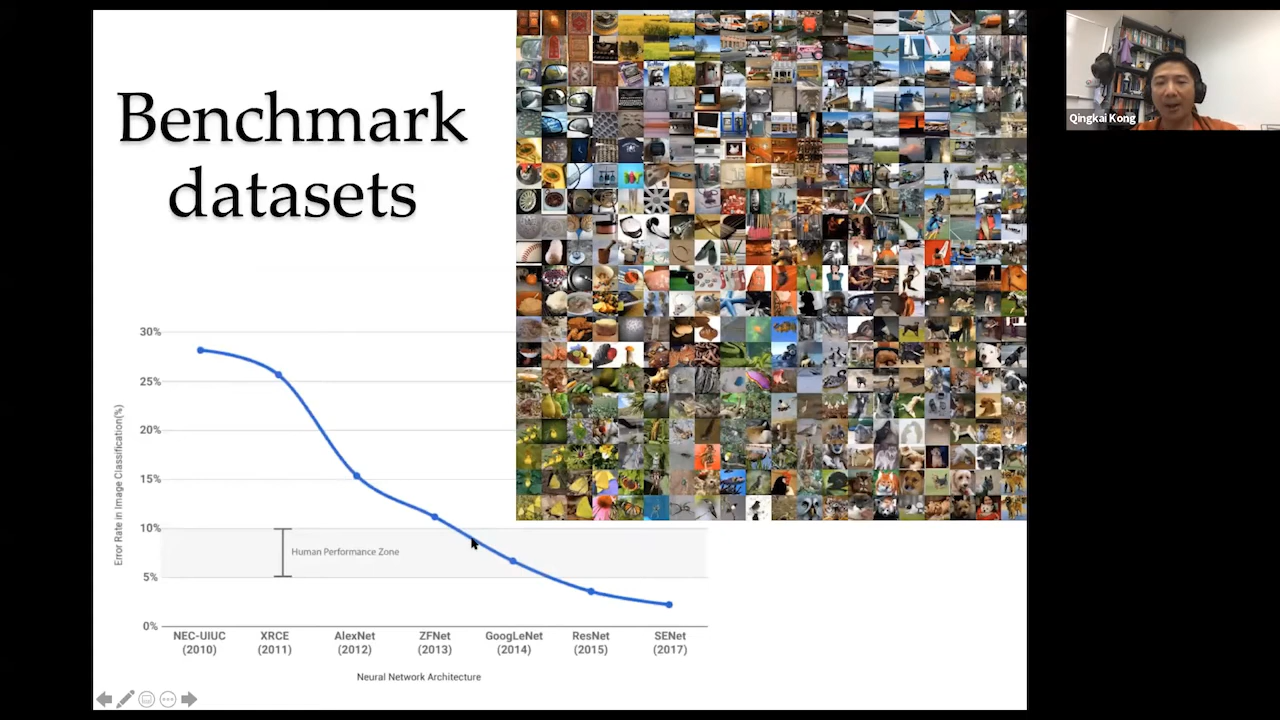 Benchmark
datasets
30%
25%
20%
15%
10%
5%
0%
Error Rate in Image Classification(%)
Human Performance Zone
NEC-UIUC
(2010)
XRCE
(2011)
AlexNet
(2012)
ZFNet
(2013)
GoogLeNet
(2014)
ResNet
(2015)
SENet
(2017)
Neural Network Architecture
Qingkai Kong